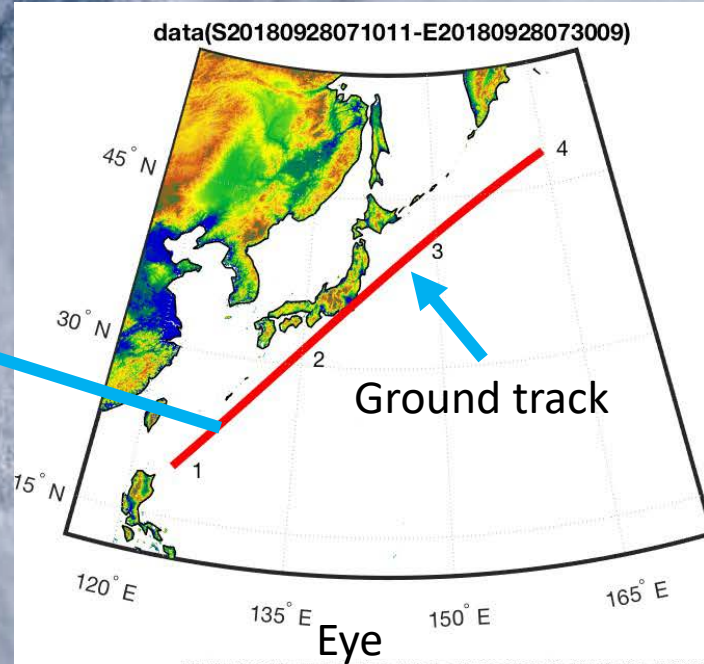 data(S20180928071011-E20180928073009)
45° N
4
3
30° N
2
Ground track
1
15° N
120° E
135° E
150° E
165° E
Eye